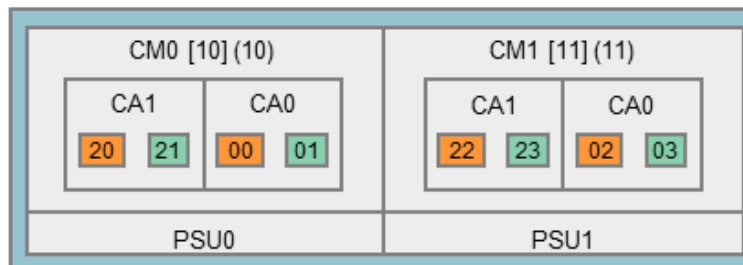 CM0 [10] (10) CM1 [11] (11)
CA1 CA0 CA1 CA0
20 21 00 01 22 23 02 03
PSU0 PSU1